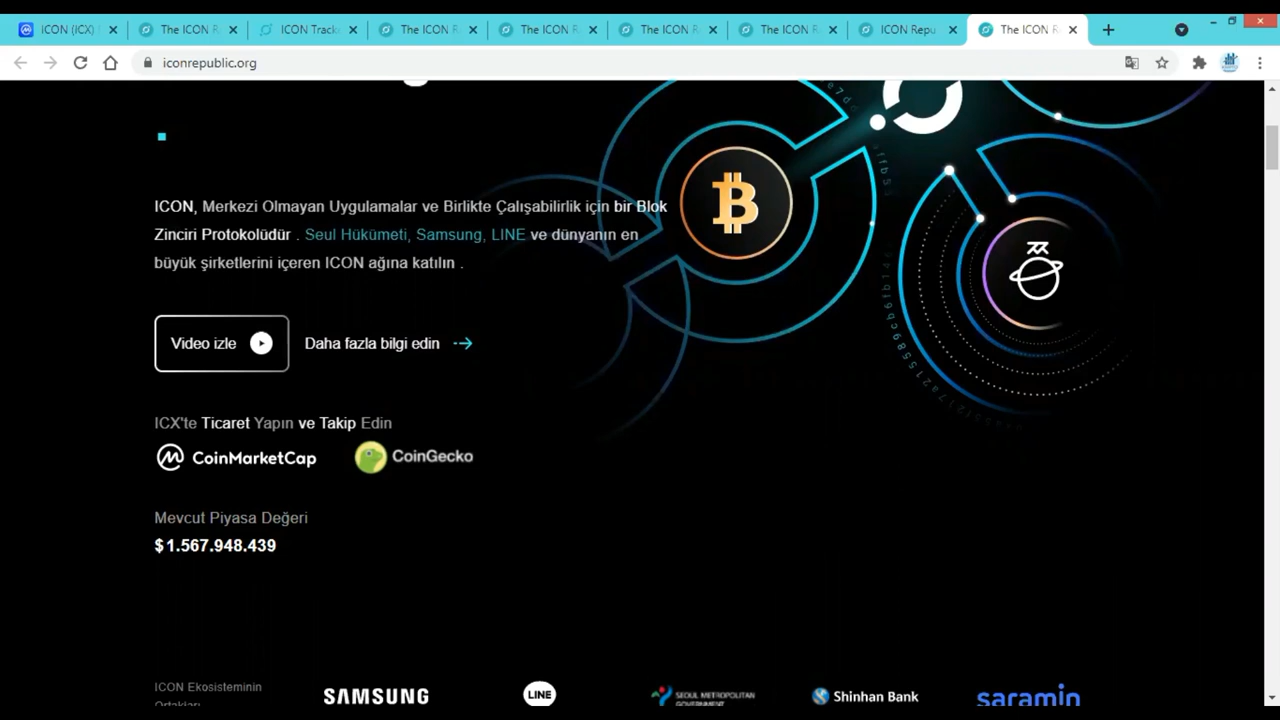 ICON (ICX)
The ICON R
ICON Track
The ICON R
The ICON R
The ICON R
The ICON R
ICON Repu
The ICON R
iconrepublic.org
ICON, Merkezi Olmayan Uygulamalar ve Birlikte Çalışabilirlik için bir Blok
Zinciri Protokolüdür . Seul Hükümeti, Samsung, LINE ve dünyanın en
büyük şirketlerini içeren ICON ağına katılın .
Video izle
Daha fazla bilgi edin
ICX'te Ticaret Yapın ve Takip Edin
CoinMarketCap
CoinGecko
Mevcut Piyasa Değeri
$1.567.948.439
ICON Ekosisteminin
Ortakları
SAMSUNG
LINE
SEOUL METROPOLITAN
GOVERNMENT
Shinhan Bank
saramin